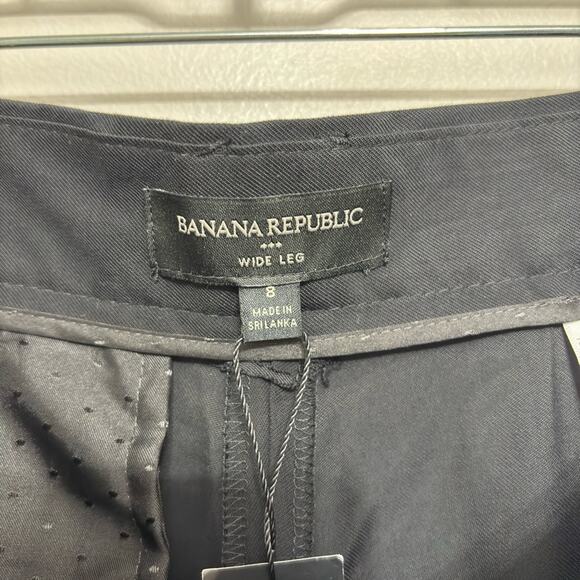 BANANA REPUBLIC
WIDE LEG
8
MADE IN
SRI LANKA